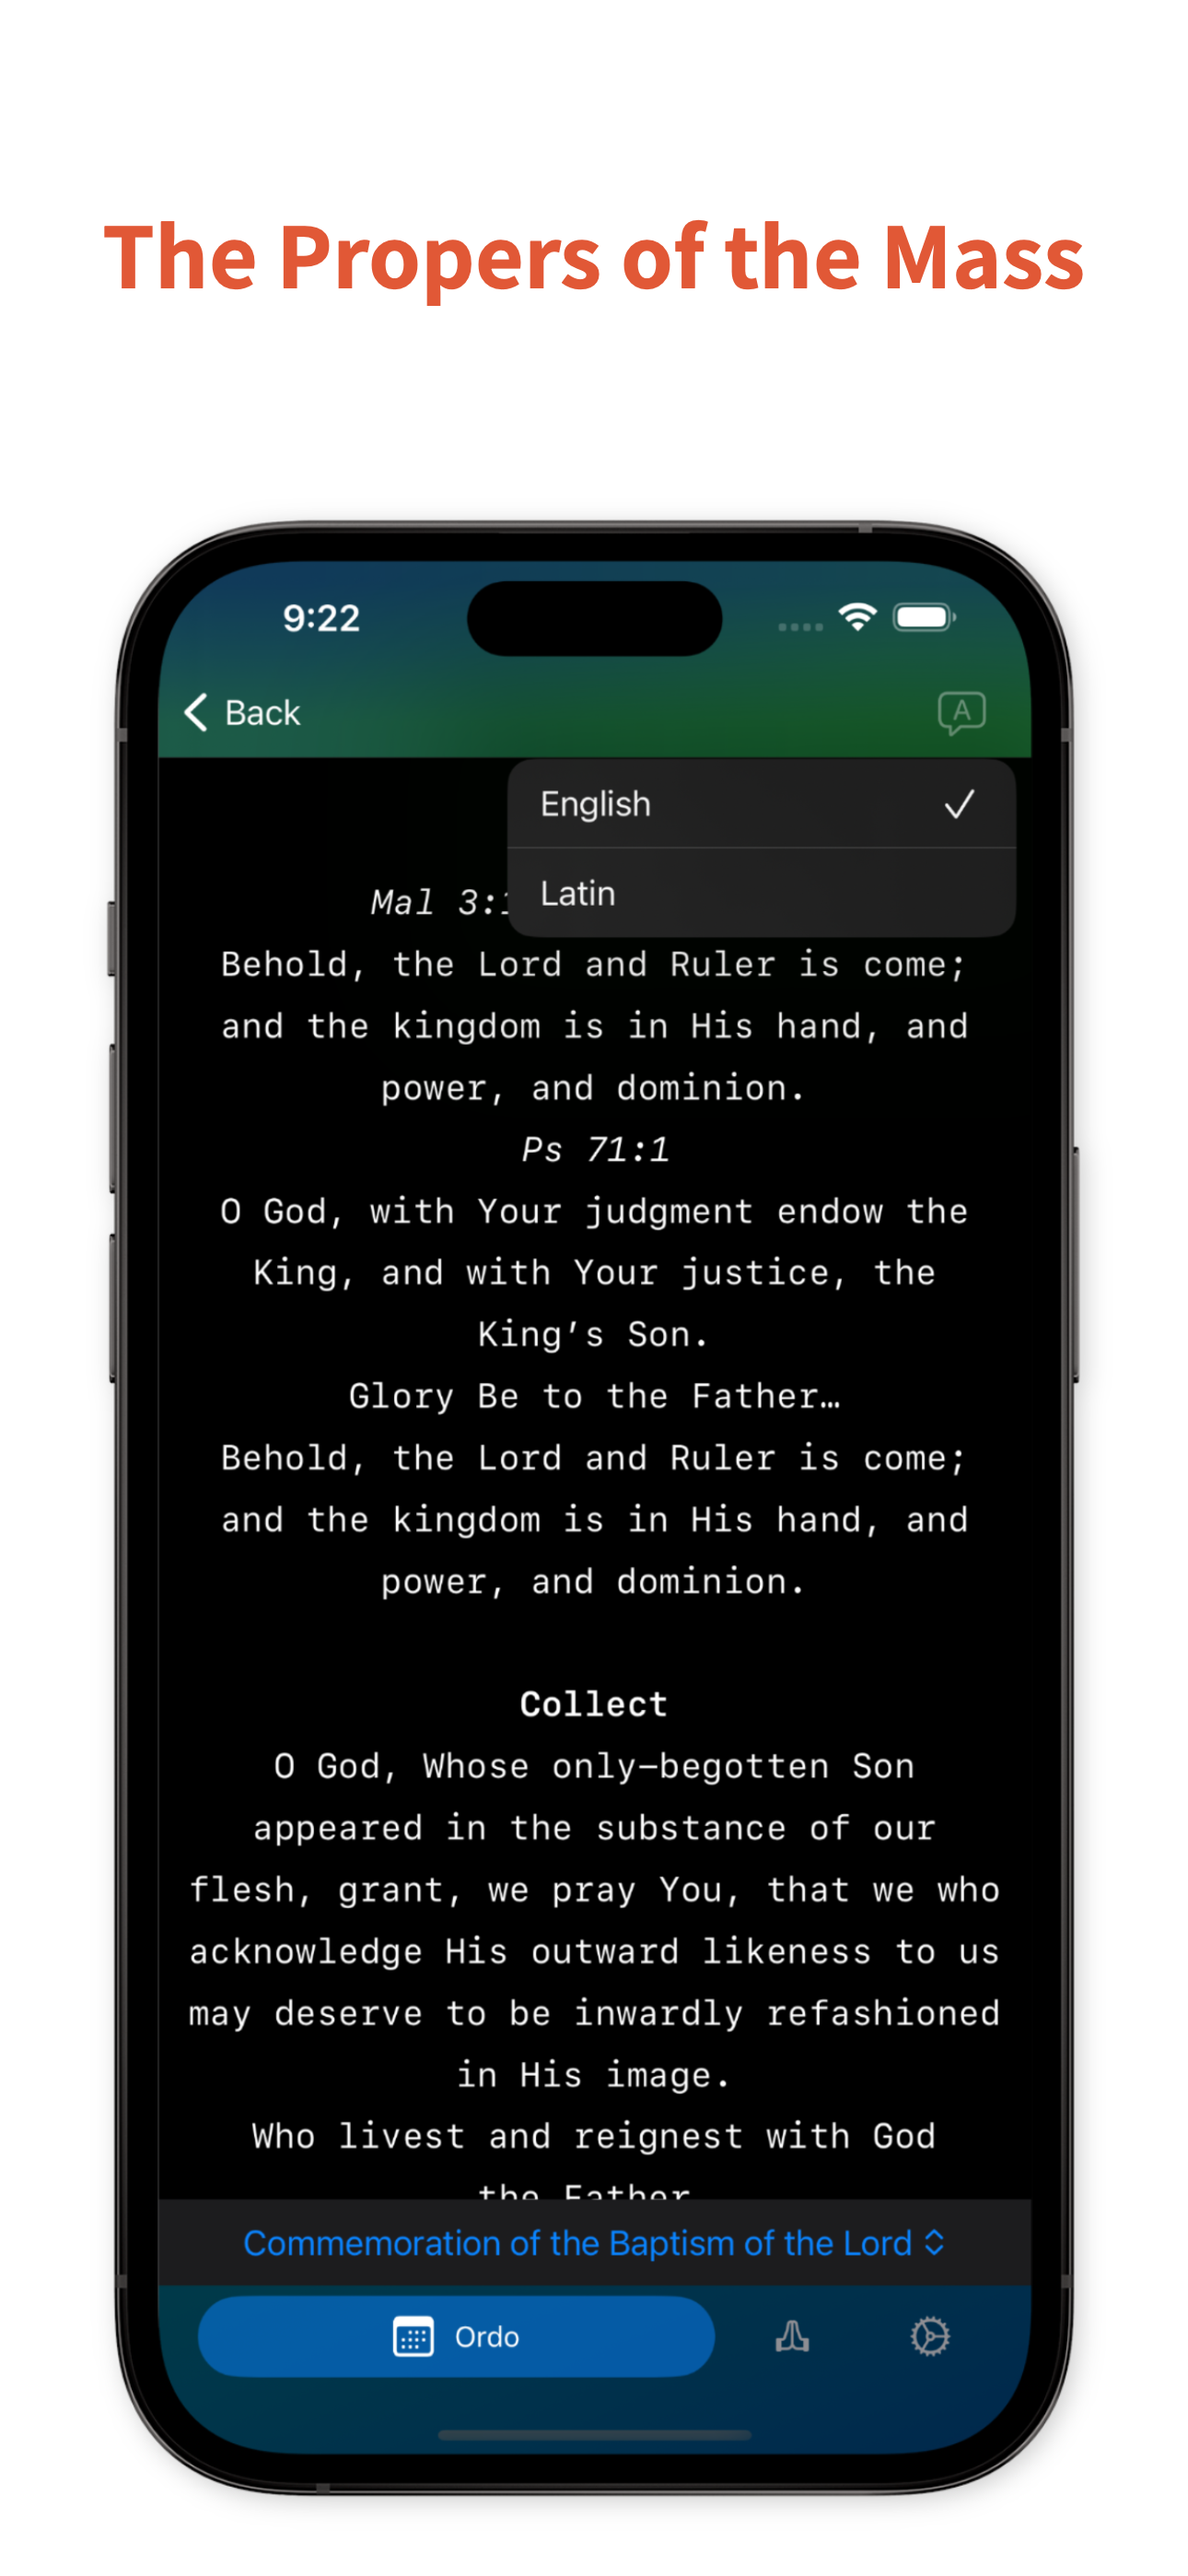 The Propers of the Mass
9:22
Back
A
English
Latin
Mal 3:
Behold, the Lord and Ruler is come;
and the kingdom is in His hand, and
power, and dominion.
Ps 71:1
O God, with Your judgment endow the
King, and with Your justice, the
King’s Son.
Glory Be to the Father…
Behold, the Lord and Ruler is come;
and the kingdom is in His hand, and
power, and dominion.
Collect
O God, Whose only–begotten Son
appeared in the substance of our
flesh, grant, we pray You, that we who
acknowledge His outward likeness to us
may deserve to be inwardly refashioned
in His image.
Who livest and reignest with God
the Father
Commemoration of the Baptism of the Lord
Ordo